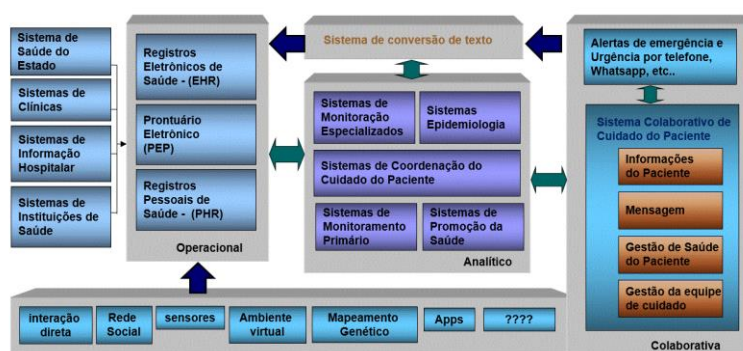 Sistema de
Saúde do
Estado
Sistemas de
Clínicas
Sistemas de
Informação
Hospitalar
Sistemas de
Instituições de
Saúde
Registros
Eletrônicos de
Saúde - (EHR)
Prontuário
Eletrônico
(PEP)
Registros
Pessoais de
Saúde - (PHR)
Operacional
Sistema de conversão de texto
Sistemas de
Monitoração
Especializados
Sistemas
Epidemiologia
Sistemas de Coordenação do
Cuidado do Paciente
Sistemas de
Monitoramento
Primário
Sistemas de
Promoção da
Saúde
Analítico
Alertas de emergência e
Urgência por telefone,
Whatsapp, etc..
Sistema Colaborativo de
Cuidado do Paciente
Informações
do Paciente
Mensagem
Gestão de Saúde
do Paciente
Gestão da equipe
de cuidado
Colaborativa
interação
direta
Rede
Social
sensores
Ambiente
virtual
Mapeamento
Genético
Apps
????